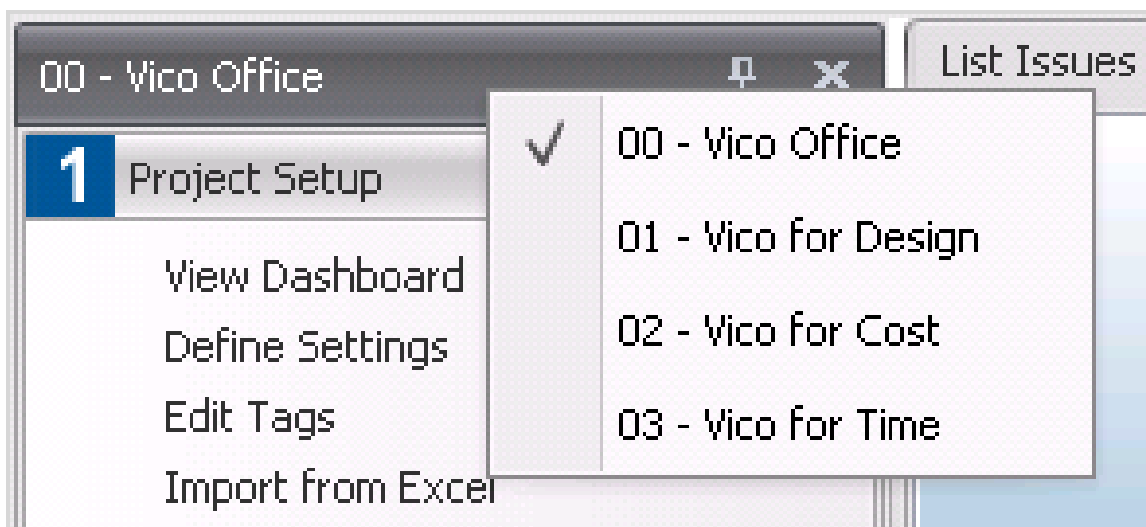 00 - Vico Office
List Issues
00 - Vico Office
01 - Vico for Design
02 - Vico for Cost
03 - Vico for Time
1 Project Setup
View Dashboard
Define Settings
Edit Tags
Import from Excel